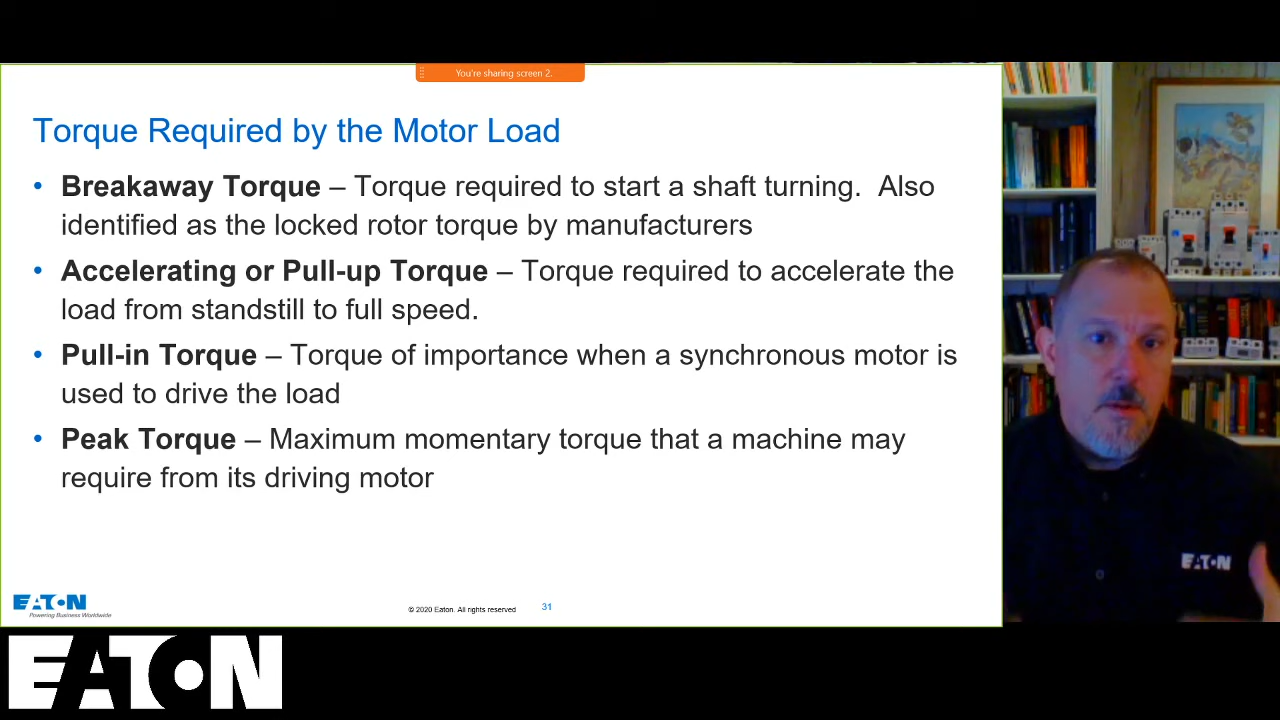 You're sharing screen 2.
Torque Required by the Motor Load
• Breakaway Torque – Torque required to start a shaft turning.  Also
identified as the locked rotor torque by manufacturers
• Accelerating or Pull-up Torque – Torque required to accelerate the
load from standstill to full speed.
• Pull-in Torque – Torque of importance when a synchronous motor is
used to drive the load
• Peak Torque – Maximum momentary torque that a machine may
require from its driving motor
EATON
EATON
Powering Business Worldwide
© 2020 Eaton. All rights reserved
31
EATON